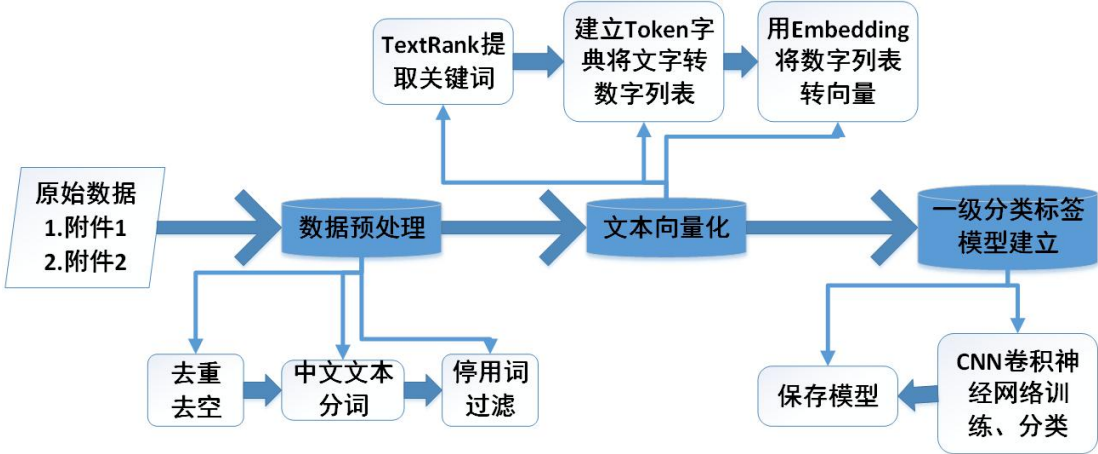 TextRank提
取关键词
建立Token字
典将文字转
数字列表
用Embedding
将数字列表
转向量
原始数据
1.附件1
2.附件2
数据预处理
文本向量化
一级分类标签
模型建立
去重
去空
中文文本
分词
停用词
过滤
保存模型
CNN卷积神
经网络训
练、分类